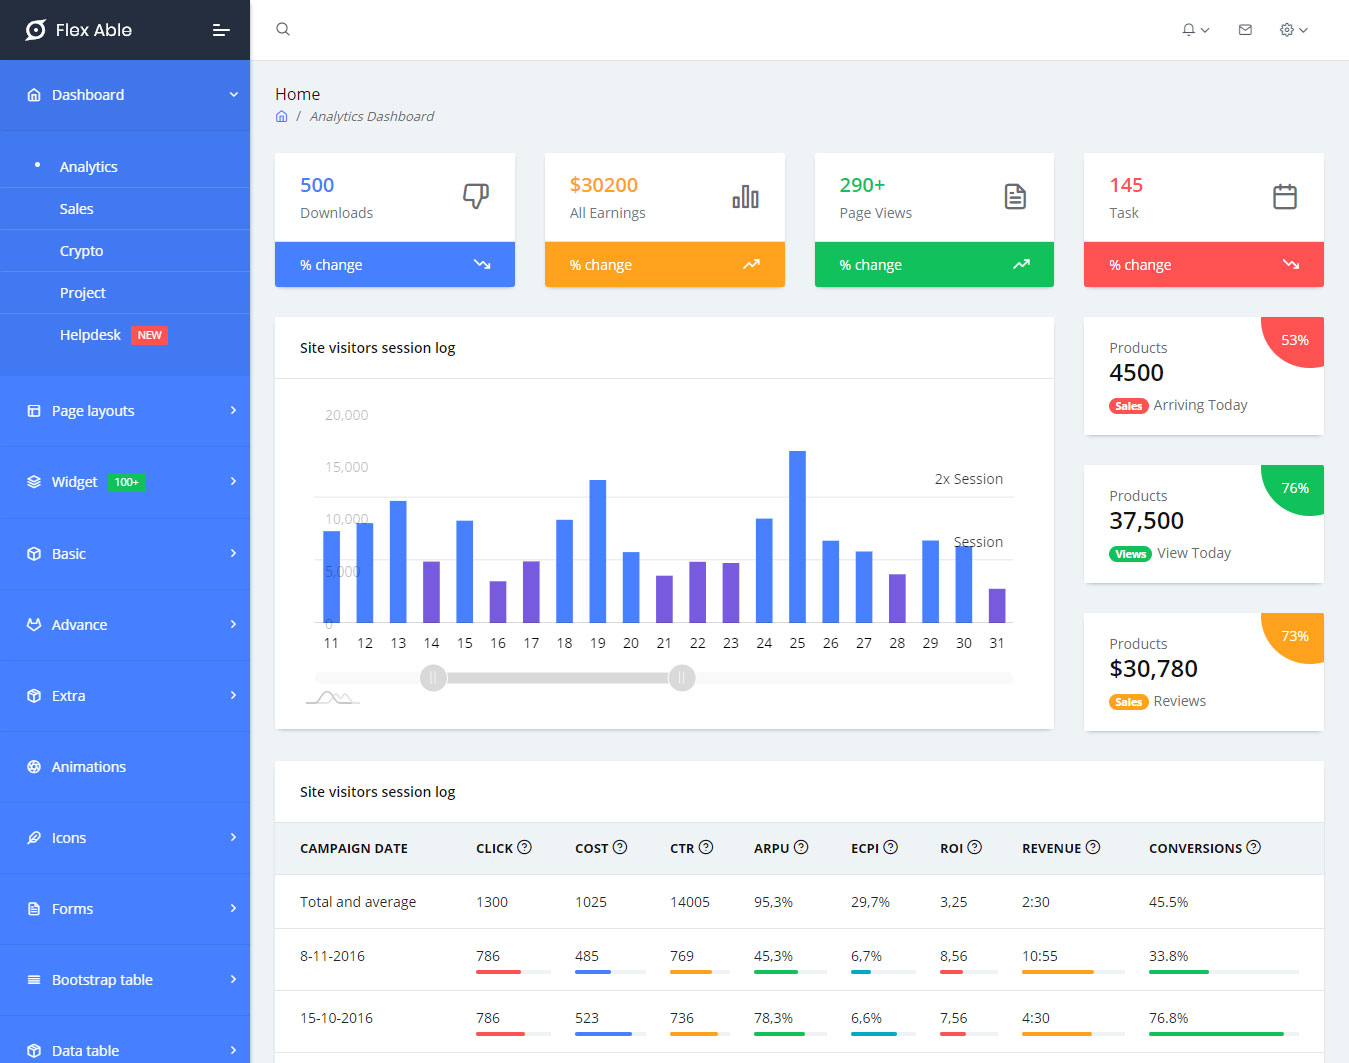 Flex Able
Dashboard
Analytics
Sales
Crypto
Project
Helpdesk NEW
Page layouts
Widget 100+
Basic
Advance
Extra
Animations
Icons
Forms
Bootstrap table
Data table
Home
/ Analytics Dashboard
500
Downloads
% change
$30200
All Earnings
% change
290+
Page Views
% change
145
Task
% change
Site visitors session log
20,000
15,000
10,000
5,000
0
2x Session
Session
11 12 13 14 15 16 17 18 19 20 21 22 23 24 25 26 27 28 29 30 31
53%
Products
4500
Sales Arriving Today
76%
Products
37,500
Views View Today
73%
Products
$30,780
Sales Reviews
Site visitors session log
CAMPAIGN DATE CLICK COST CTR ARPU ECPI ROI REVENUE CONVERSIONS
Total and average 1300 1025 14005 95,3% 29,7% 3,25 2:30 45.5%
8-11-2016 786 485 769 45,3% 6,7% 8,56 10:55 33.8%
15-10-2016 786 523 736 78,3% 6,6% 7,56 4:30 76.8%